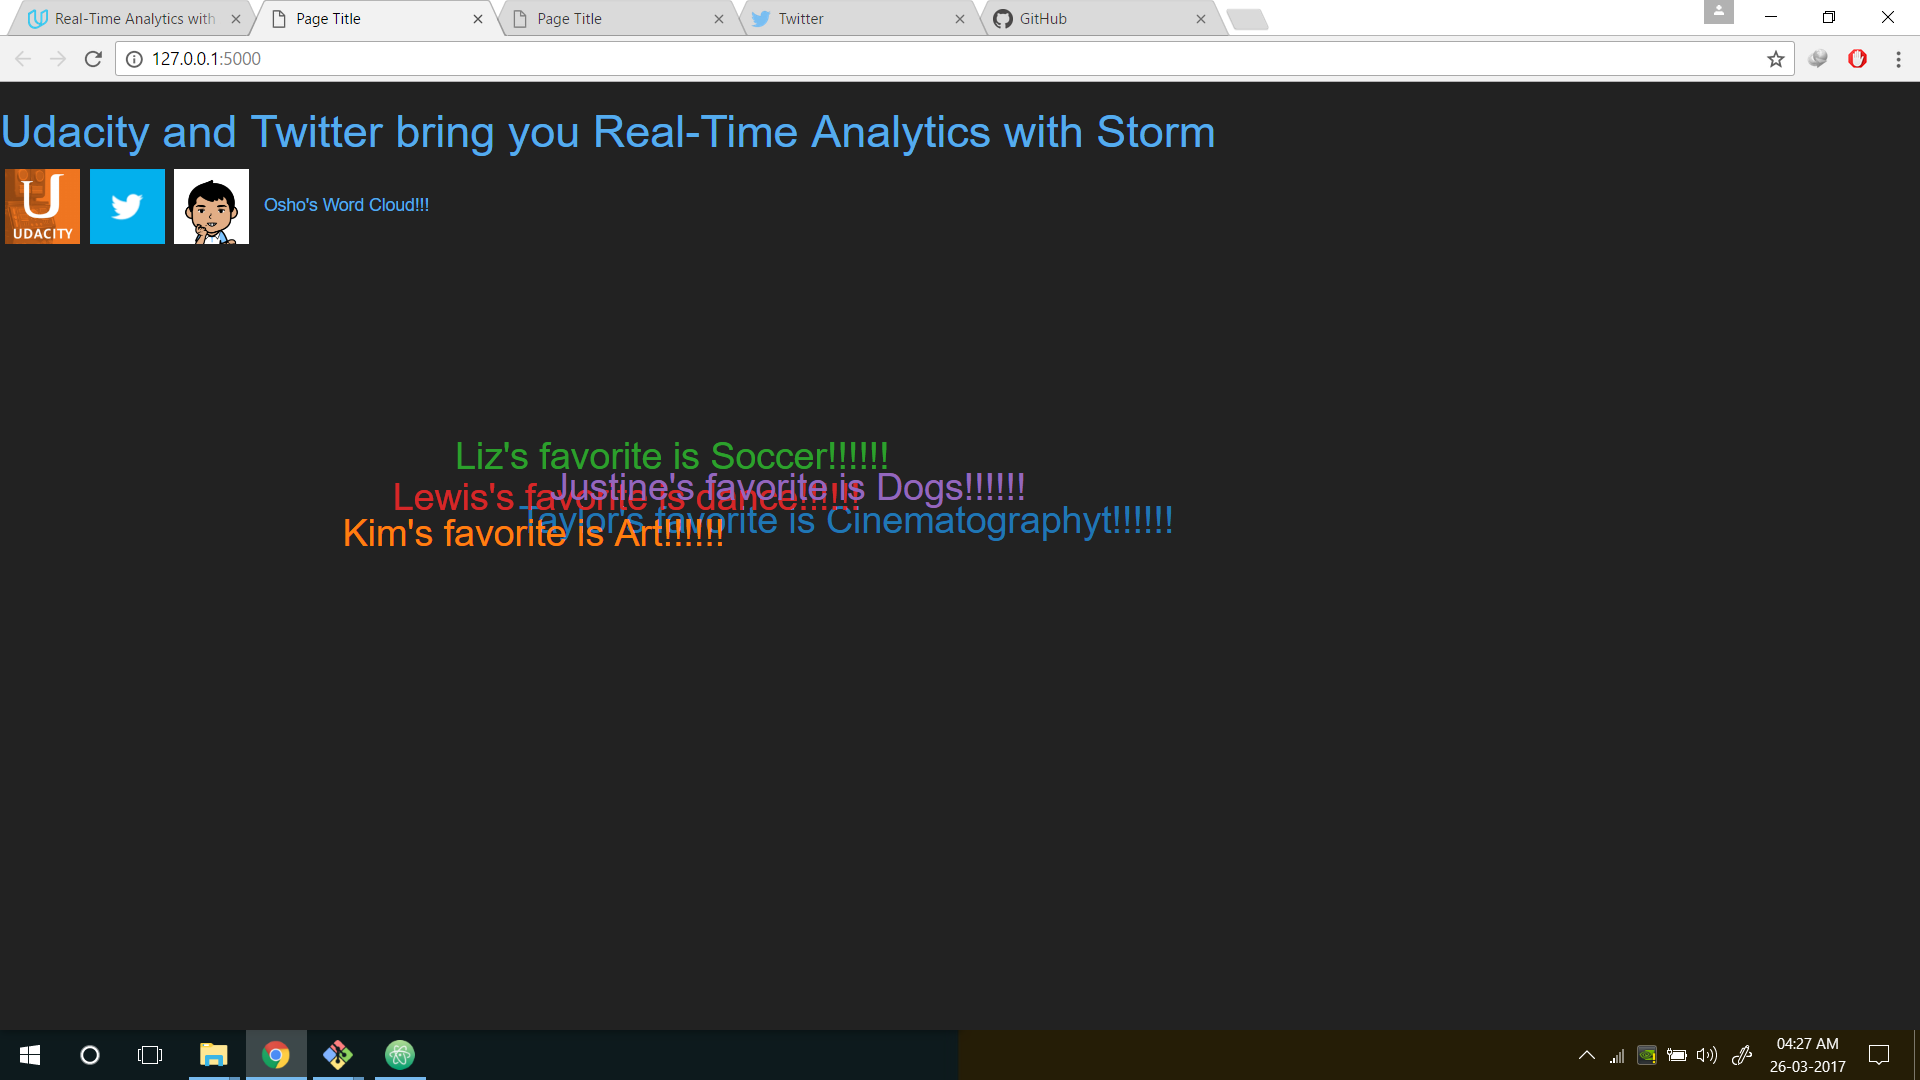 Real-Time Analytics with
Page Title
Page Title
Twitter
GitHub
127.0.0.1:5000
Udacity and Twitter bring you Real-Time Analytics with Storm
UDACITY
Osho's Word Cloud!!!
Liz's favorite is Soccer!!!!!!
Justine's favorite is Dogs!!!!!!
Lewis's favorite is dance!!!!!!
Taylor's favorite is Cinematographyt!!!!!!
Kim's favorite is Art!!!!!!
04:27 AM
26-03-2017